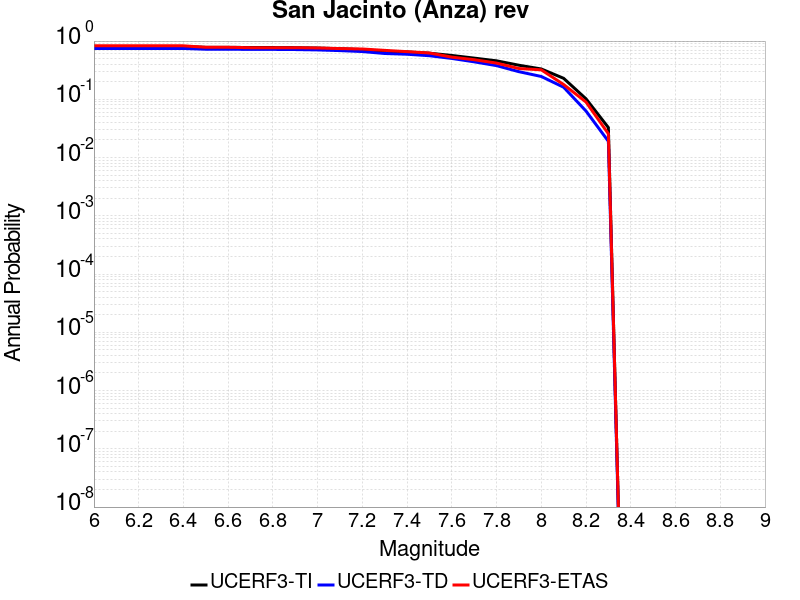 San Jacinto (Anza) rev
10^0
10^-1
10^-2
10^-3
10^-4
10^-5
10^-6
10^-7
10^-8
Annual Probability
6 6.2 6.4 6.6 6.8 7 7.2 7.4 7.6 7.8 8 8.2 8.4 8.6 8.8 9
Magnitude
UCERF3-TI UCERF3-TD UCERF3-ETAS